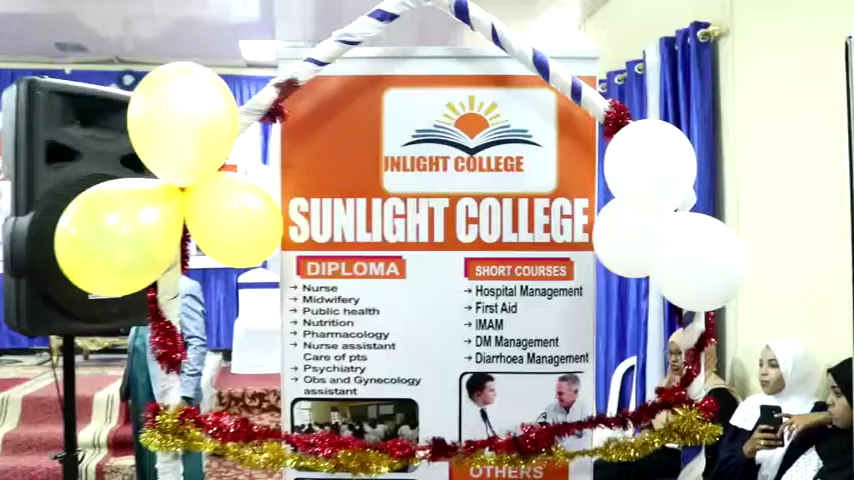 UNLIGHT COLLEGE
SUNLIGHT COLLEGE
DIPLOMA
→ Nurse
→ Midwifery
→ Public health
→ Nutrition
→ Pharmacology
→ Nurse assistant
Care of pts
→ Psychiatry
→ Obs and Gynecology
assistant
SHORT COURSES
→ Hospital Management
→ First Aid
→ IMAM
→ DM Management
→ Diarrhoea Management
OTHERS